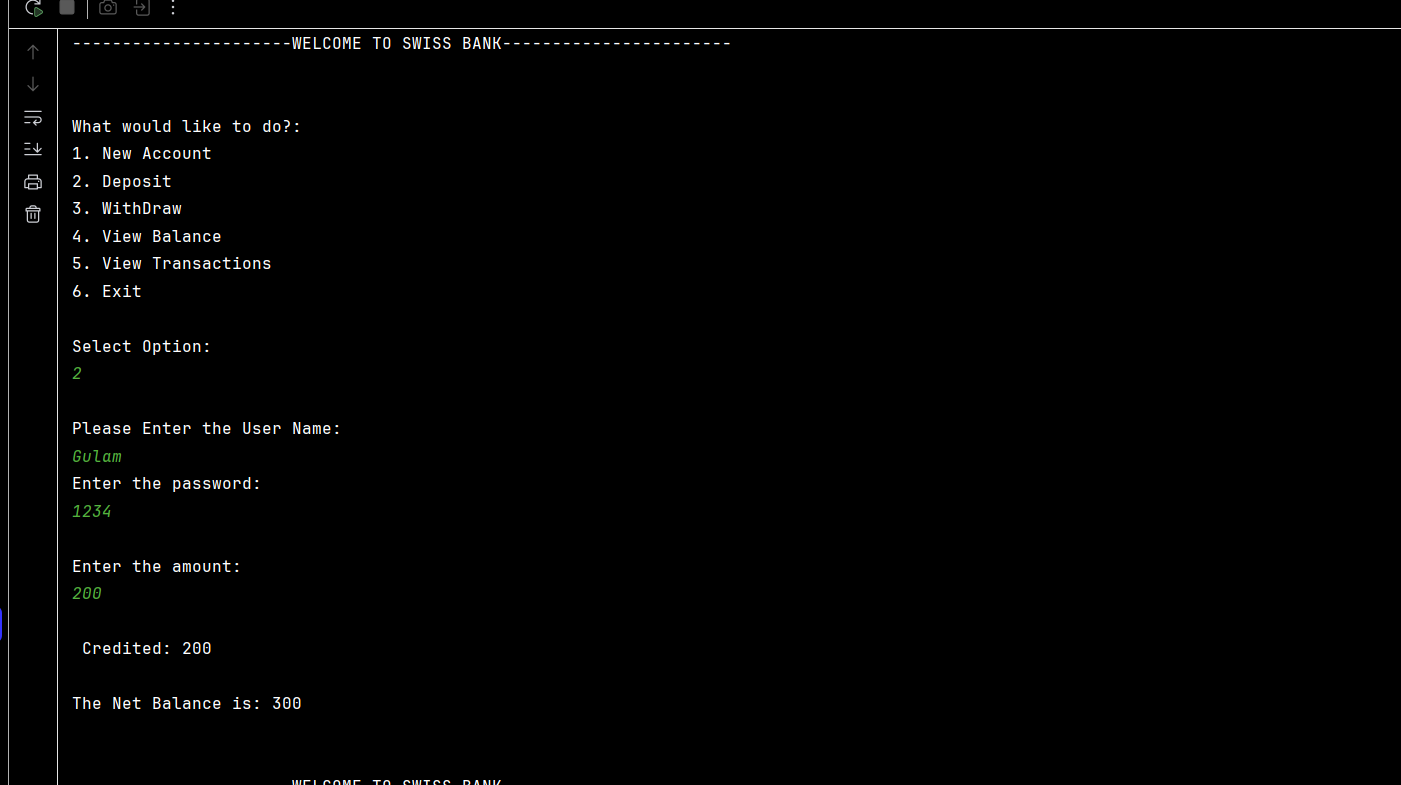 ----------------------WELCOME TO SWISS BANK-----------------------
What would like to do?:
1. New Account
2. Deposit
3. WithDraw
4. View Balance
5. View Transactions
6. Exit
Select Option:
2
Please Enter the User Name:
Gulam
Enter the password:
1234
Enter the amount:
200
Credited: 200
The Net Balance is: 300
WELCOME TO SWISS BANK